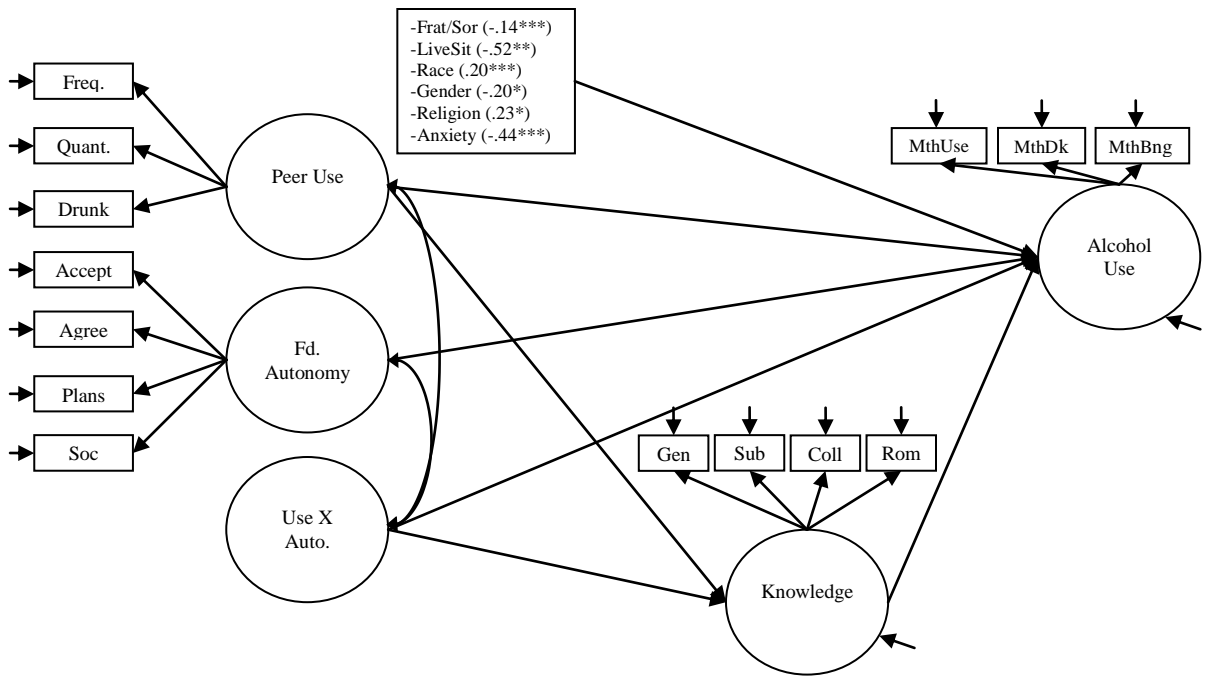 -Frat/Sor (-.14***)
-LiveSit (-.52**)
-Race (.20***)
-Gender (-.20*)
-Religion (.23*)
-Anxiety (-.44***)
Freq.
Quant.
Drunk
Accept
Agree
Plans
Soc
Peer Use
Fd.
Autonomy
Use X
Auto.
MthUse
MthDk
MthBng
Alcohol
Use
Gen
Sub
Coll
Rom
Knowledge